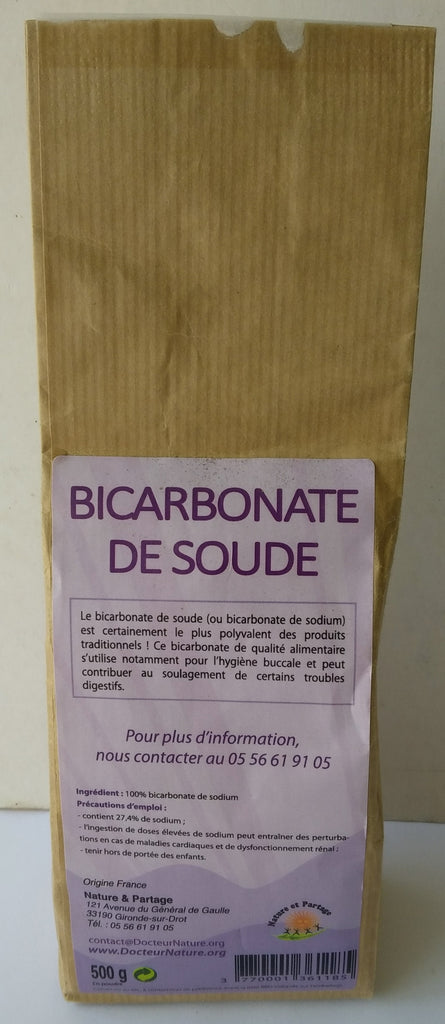 BICARBONATE
DE SOUDE
Le bicarbonate de soude (ou bicarbonate de sodium)
est certainement le plus polyvalent des produits
traditionnels ! Ce bicarbonate de qualité alimentaire
s'utilise notamment pour l'hygiène buccale et peut
contribuer au soulagement de certains troubles
digestifs.
Pour plus d'information,
nous contacter au 05 56 61 91 05
Ingrédient : 100% bicarbonate de sodium
Précautions d'emploi :
- contient 27,4% de sodium ;
- l'ingestion de doses élevées de sodium peut entraîner des perturba-
tions en cas de maladies cardiaques et de dysfonctionnement rénal ;
- tenir hors de portée des enfants.
Origine France
Nature & Partage
121 Avenue du Général de Gaulle
33190 Gironde-sur-Drot
Tél. : 05 56 61 91 05
contact@DocteurNature.org
www.DocteurNature.org
Nature et Partage
500 g
En poudre
3 770001 361185